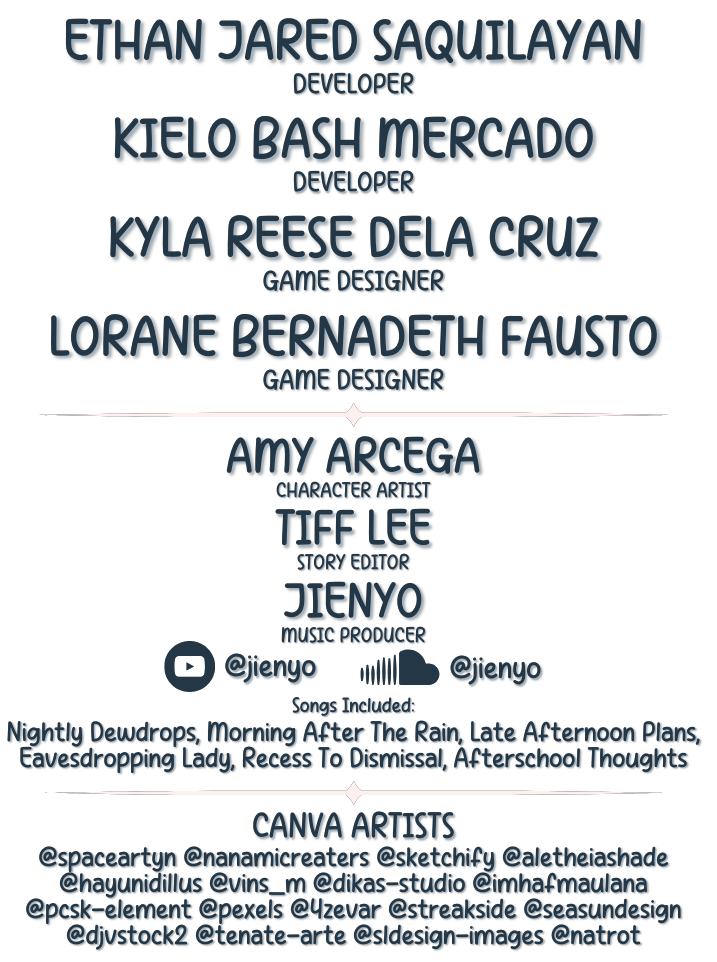 ETHAN JARED SAQUILAYAN
DEVELOPER
KIELO BASH MERCADO
DEVELOPER
KYLA REESE DELA CRUZ
GAME DESIGNER
LORANE BERNADETH FAUSTO
GAME DESIGNER
AMY ARCEGA
CHARACTER ARTIST
TIFF LEE
STORY EDITOR
JIENYO
MUSIC PRODUCER
@jienyo @jienyo
Songs Included:
Nightly Dewdrops, Morning After The Rain, Late Afternoon Plans,
Eavesdropping Lady, Recess To Dismissal, Afterschool Thoughts
CANVA ARTISTS
@spaceartyn @nanamicreaters @sketchify @aletheiashade
@hayunidillus @vins_m @dikas-studio @imhafmaulana
@pcsk-element @pexels @4zevar @streakside @seasundesign
@djvstock2 @tenate-arte @sldesign-images @natrot